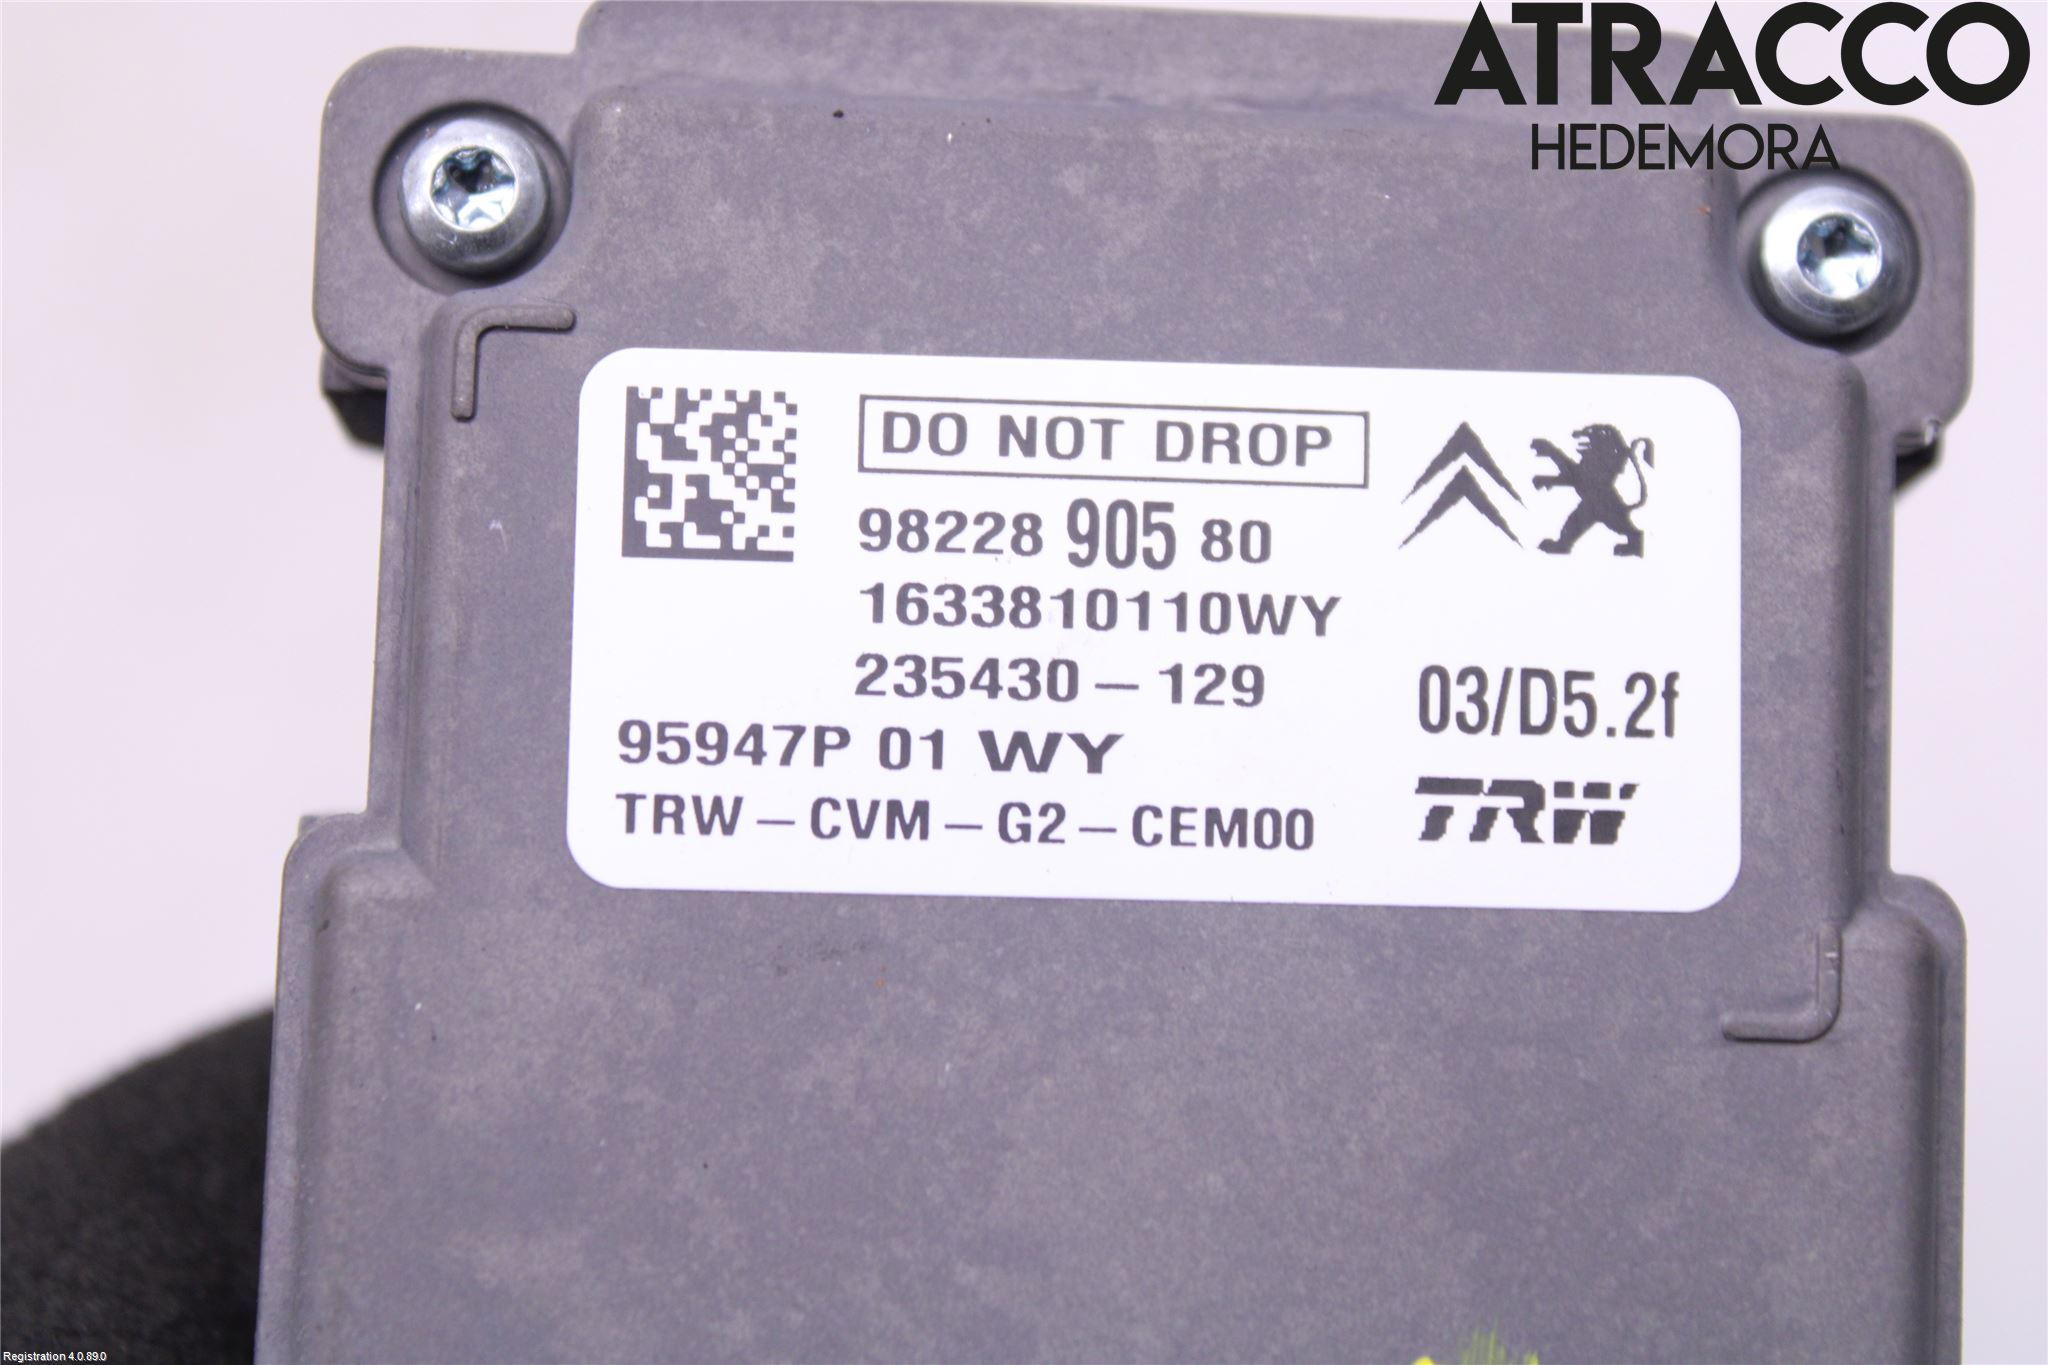 ATRACCO
HEDEMORA
DO NOT DROP
98228 905 80
1633810110WY
235430-129
03/D5.2f
95947P 01 WY
TRW-CVM-G2-CEM00
TRW
Registration 4.0.89.0